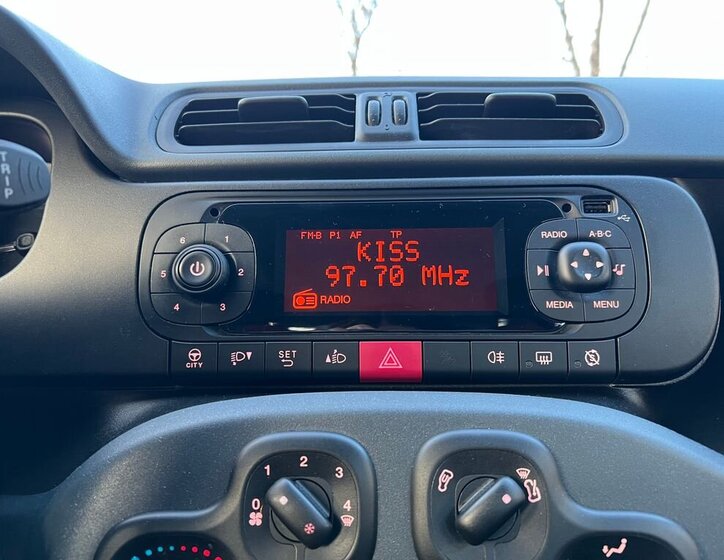 TRIP
FM-B P1 AF TP
KISS
97.70 MHz
RADIO
6 1
5 2
4 3
RADIO A·B·C
MEDIA MENU
CITY
SET
0 1 2 3 4